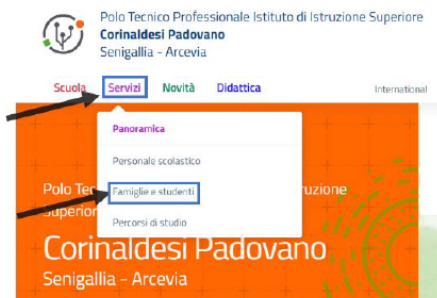 Polo Tecnico Professionale Istituto di Istruzione Superiore
Corinaldesi Padovano
Senigallia - Arcevia
Scuola Servizi Novità Didattica International
Panoramica
Personale scolastico
Famiglie e studenti
Percorsi di studio
Polo Tec ruzione
Superior
Corinaldesi Padovano
Senigallia - Arcevia